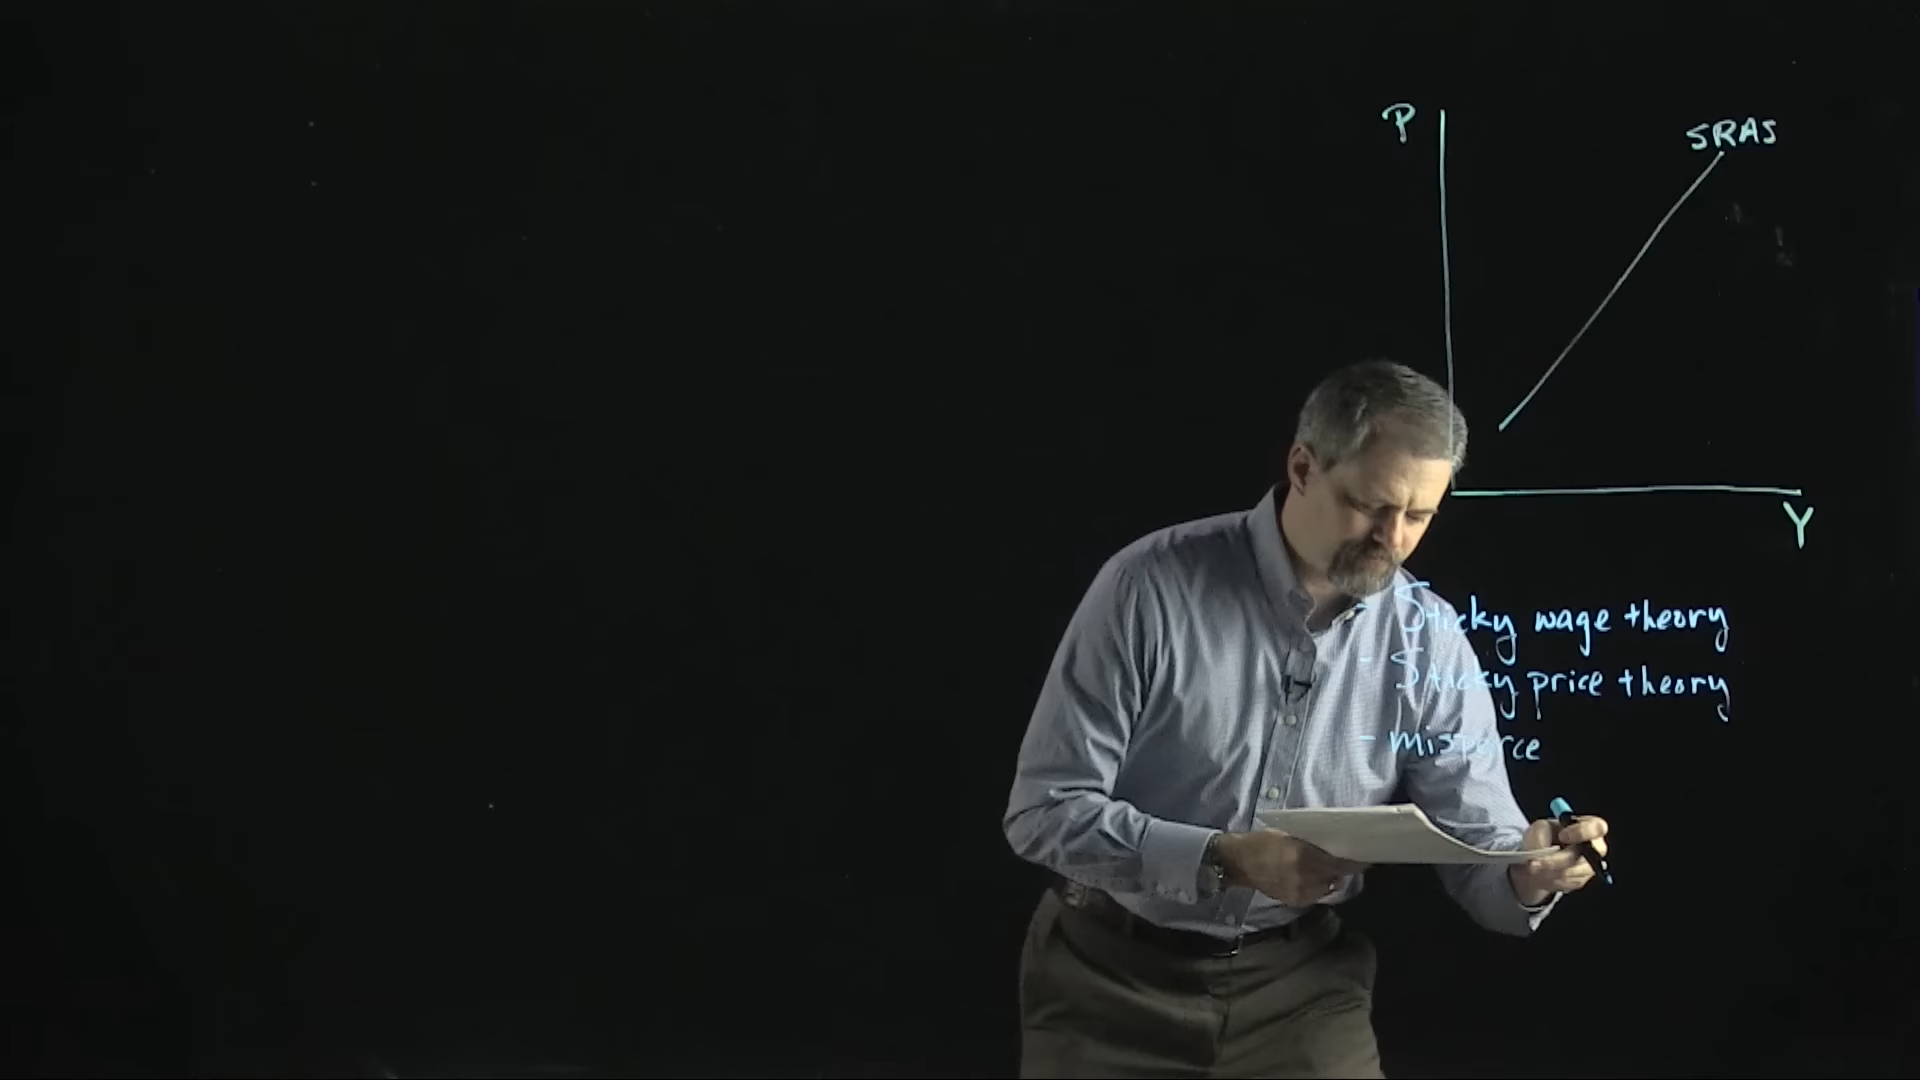 P
SRAS
Y
- Sticky wage theory
- Sticky price theory
- misperce